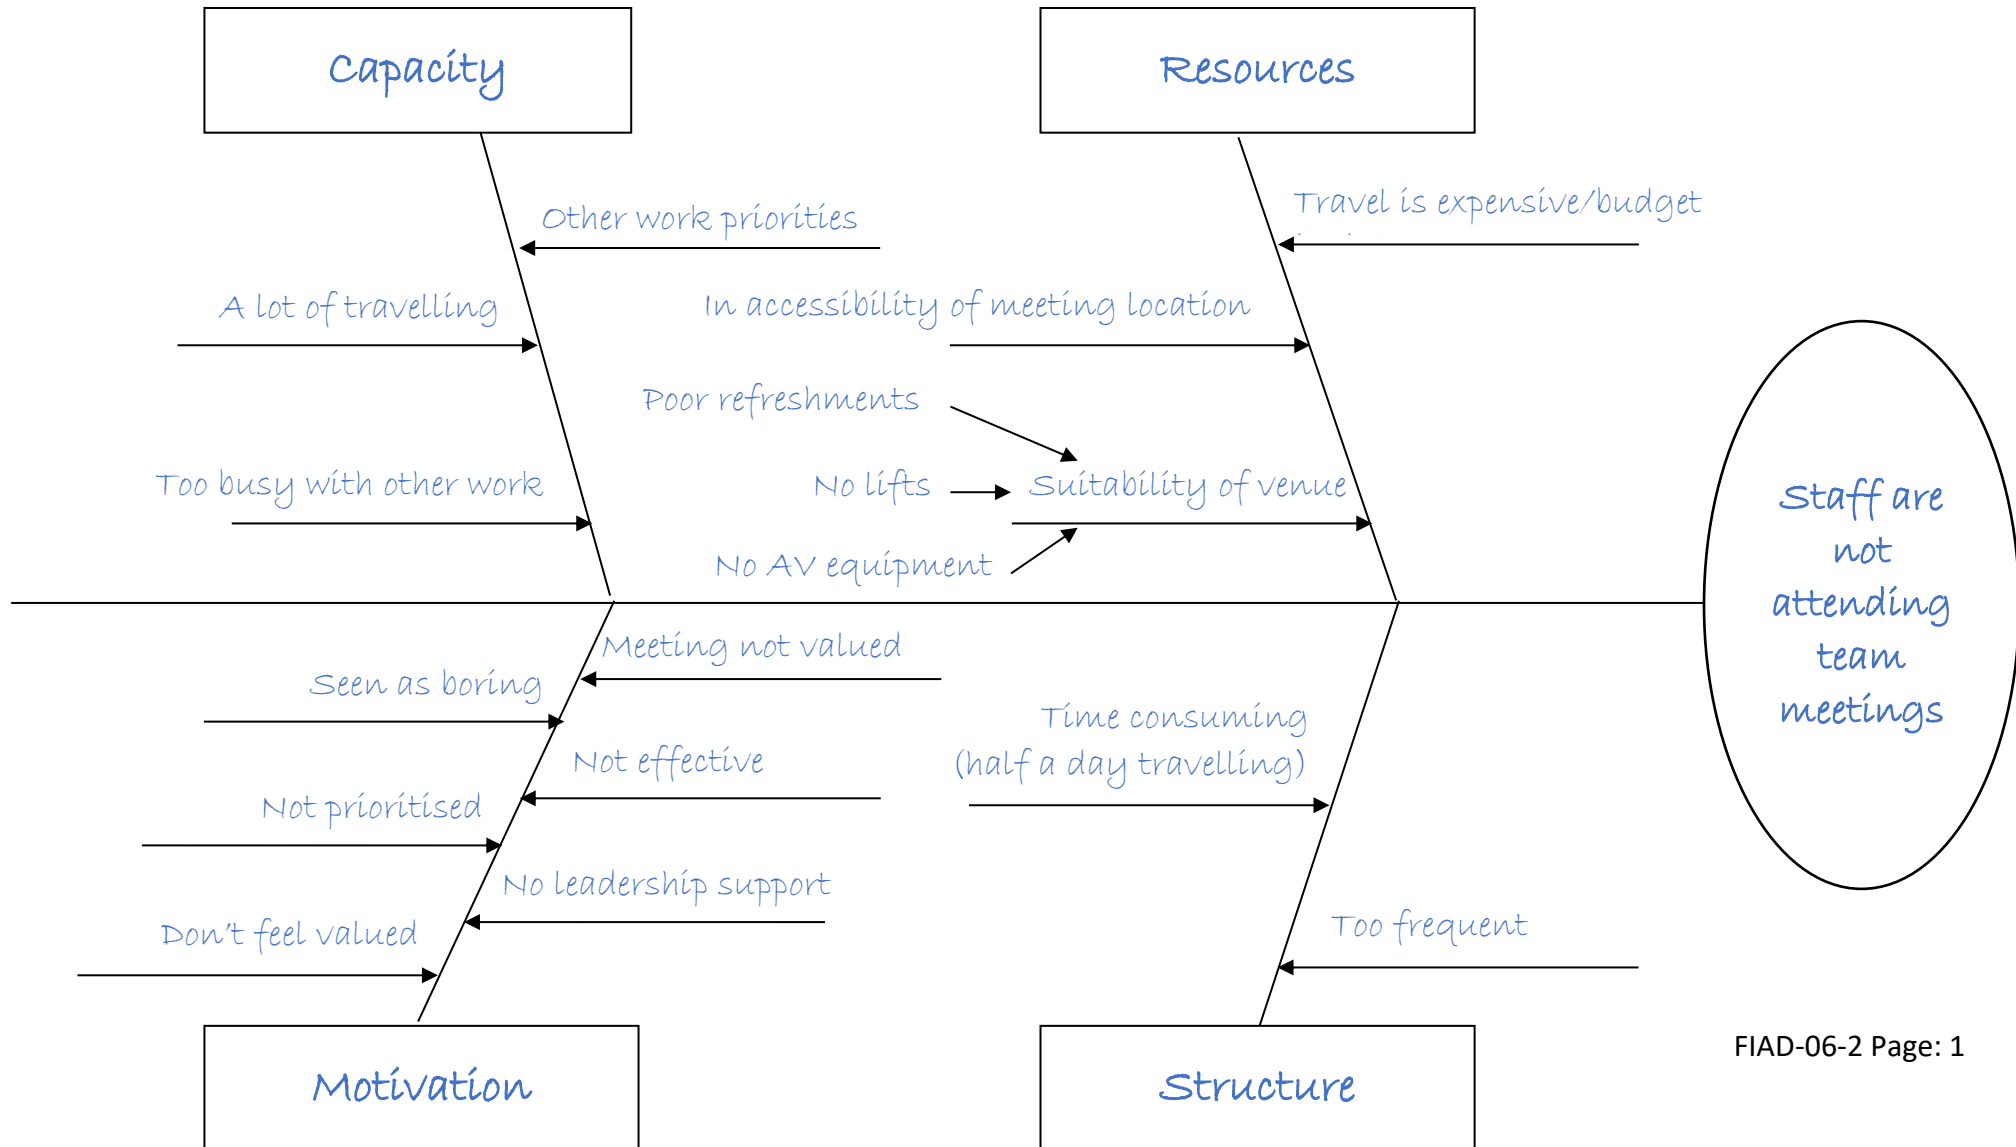 Capacity
Resources
Other work priorities
Travel is expensive/budget
A lot of travelling
In accessibility of meeting location
Poor refreshments
Too busy with other work
No lifts
Suitability of venue
No AV equipment
Staff are
not
attending
team
meetings
Meeting not valued
Seen as boring
Time consuming
(half a day travelling)
Not effective
Not prioritised
No leadership support
Don't feel valued
Too frequent
Motivation
Structure
FIAD-06-2 Page: 1